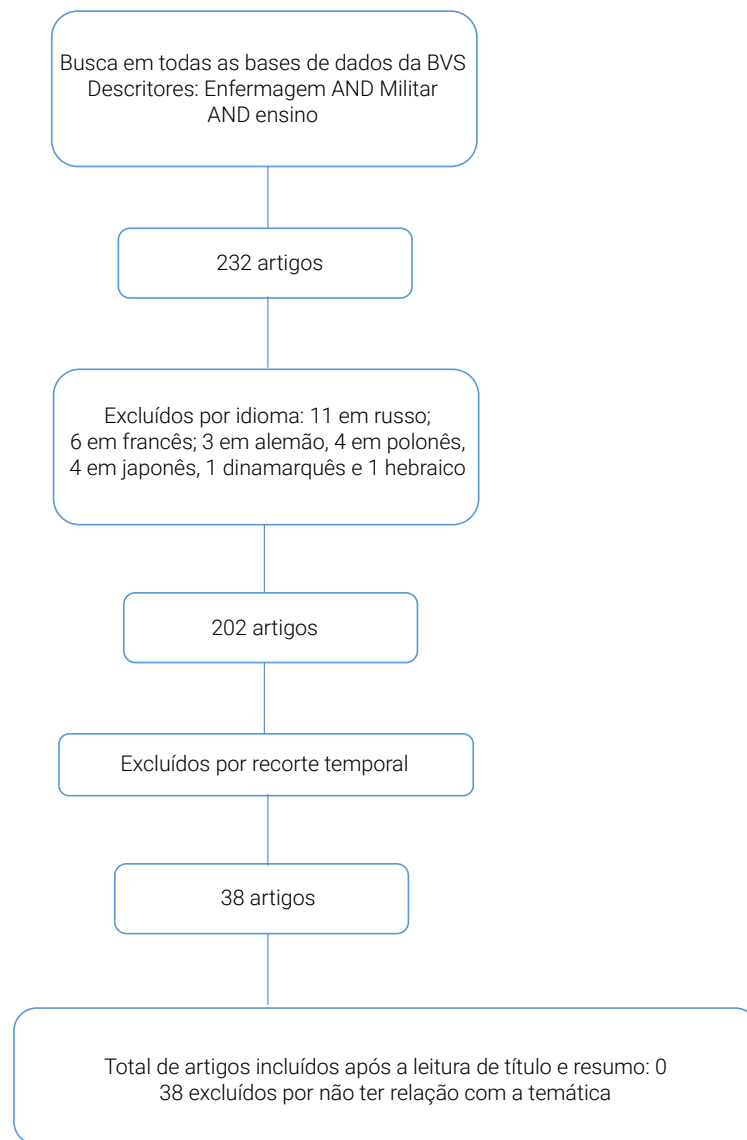 Busca em todas as bases de dados da BVS
Descritores: Enfermagem AND Militar
AND ensino
232 artigos
Excluídos por idioma: 11 em russo;
6 em francês; 3 em alemão, 4 em polonês,
4 em japonês, 1 dinamarquês e 1 hebraico
202 artigos
Excluídos por recorte temporal
38 artigos
Total de artigos incluídos após a leitura de título e resumo: 0
38 excluídos por não ter relação com a temática